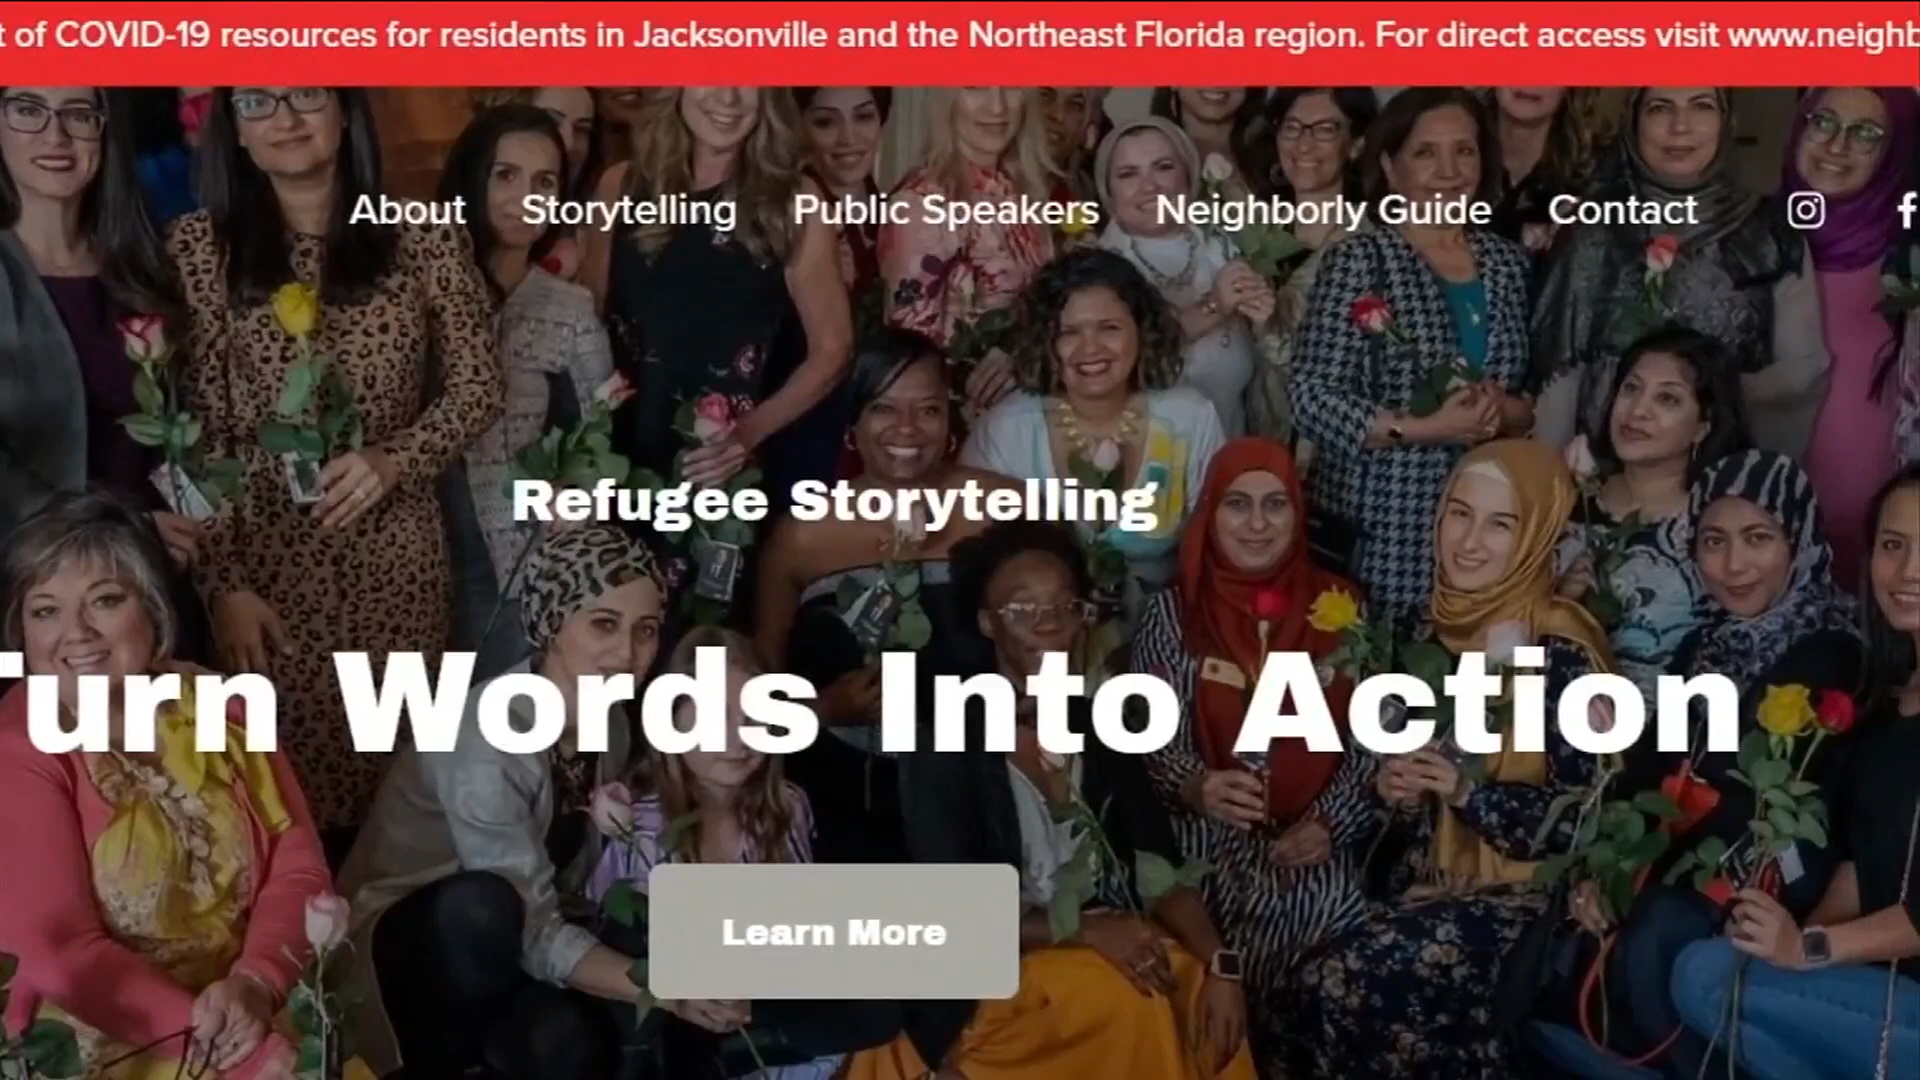 of COVID-19 resources for residents in Jacksonville and the Northeast Florida region. For direct access visit www.neighb
About Storytelling Public Speakers Neighborly Guide Contact
Refugee Storytelling
Turn Words Into Action
Learn More